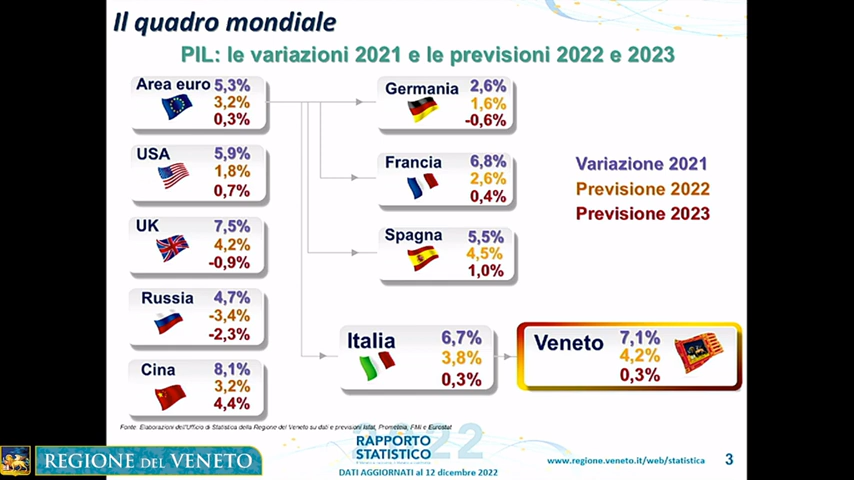 Il quadro mondiale
PIL: le variazioni 2021 e le previsioni 2022 e 2023
Area euro 5,3%
3,2%
0,3%
USA 5,9%
1,8%
0,7%
UK 7,5%
4,2%
-0,9%
Russia 4,7%
-3,4%
-2,3%
Cina 8,1%
3,2%
4,4%
Germania 2,6%
1,6%
-0,6%
Francia 6,8%
2,6%
0,4%
Spagna 5,5%
4,5%
1,0%
Italia 6,7%
3,8%
0,3%
Veneto 7,1%
4,2%
0,3%
Variazione 2021
Previsione 2022
Previsione 2023
Fonte: Elaborazioni dell'Ufficio di Statistica della Regione del Veneto su dati e previsioni Istat, Prometeia, FMI e Eurostat
2022
RAPPORTO
STATISTICO
DATI AGGIORNATI al 12 dicembre 2022
www.regione.veneto.it/web/statistica
3
REGIONE DEL VENETO